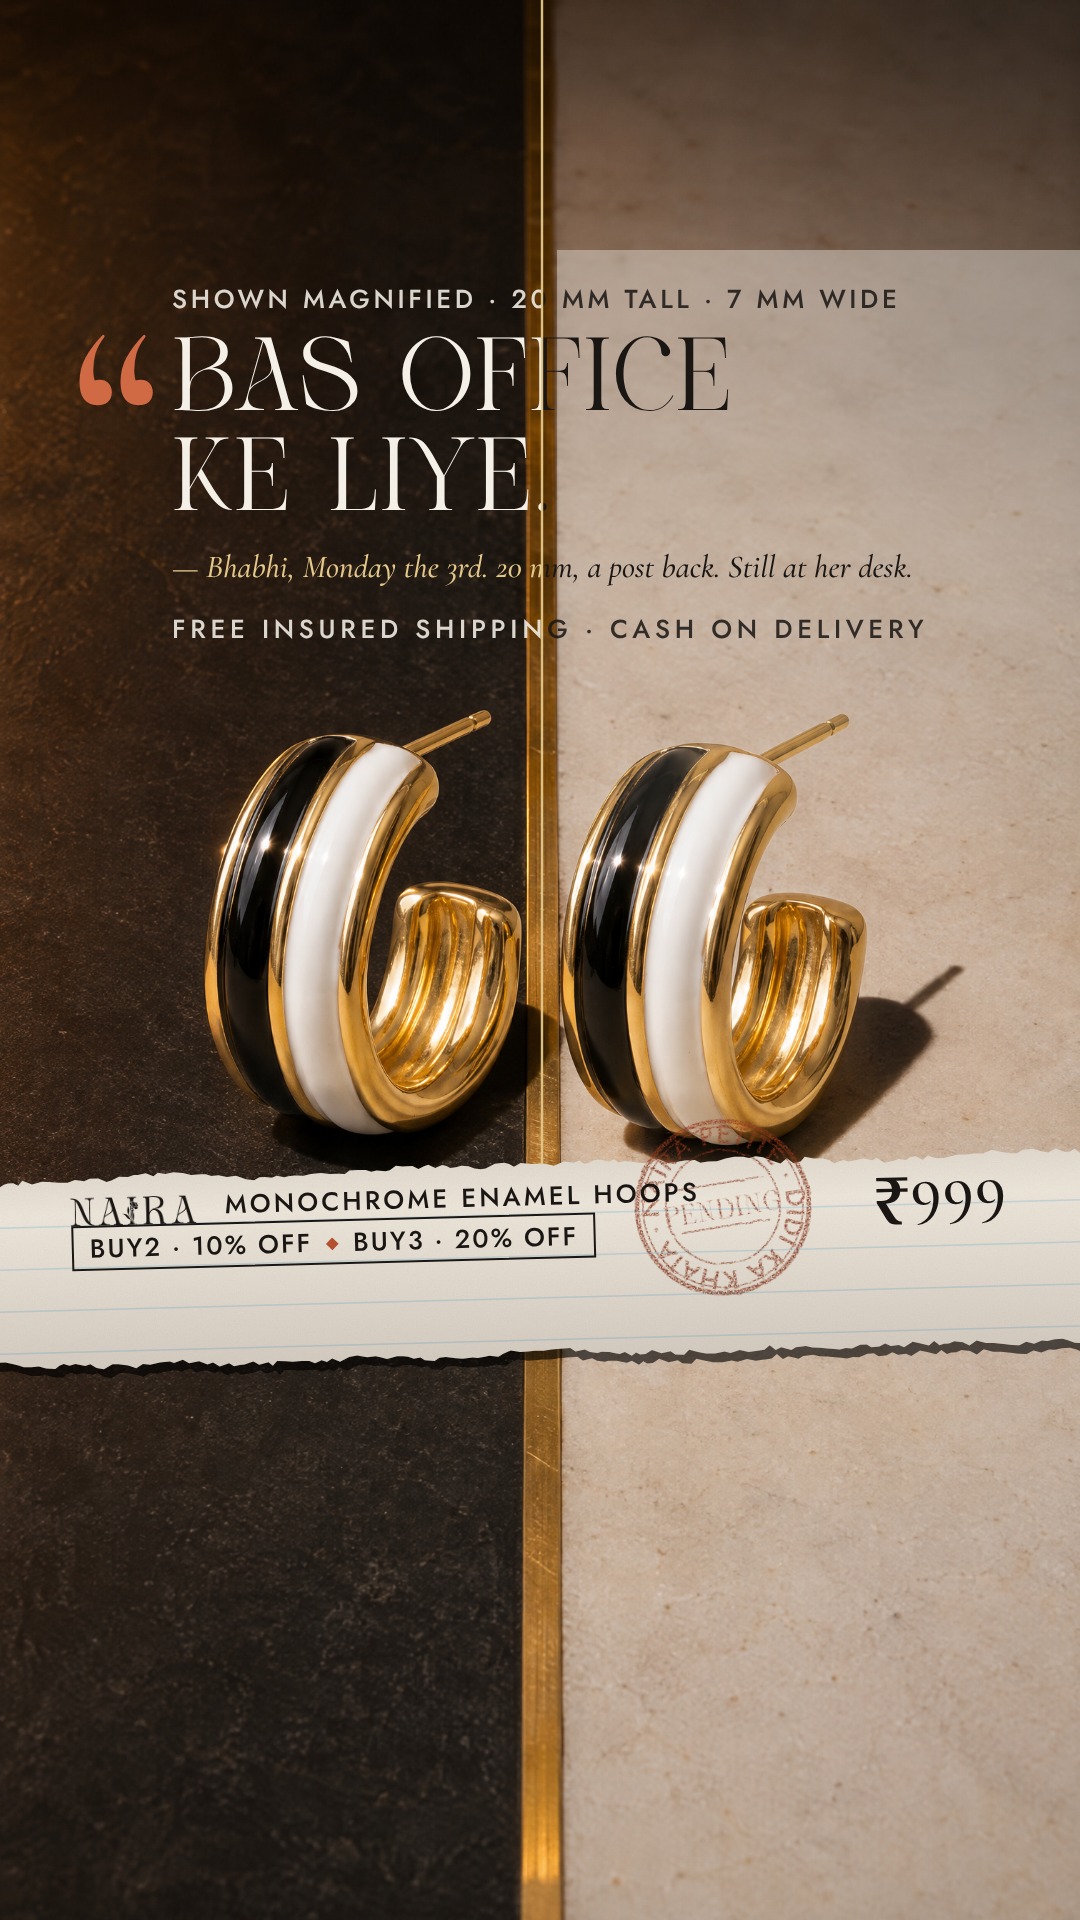 SHOWN MAGNIFIED · 20 MM TALL · 7 MM WIDE
“BAS OFFICE
KE LIYE.
— Bhabhi, Monday the 3rd. 20 mm, a post back. Still at her desk.
FREE INSURED SHIPPING · CASH ON DELIVERY
NAIRA MONOCHROME ENAMEL HOOPS
₹999
BUY2 · 10% OFF ◆ BUY3 · 20% OFF
PENDING
DIDI KA KHATA